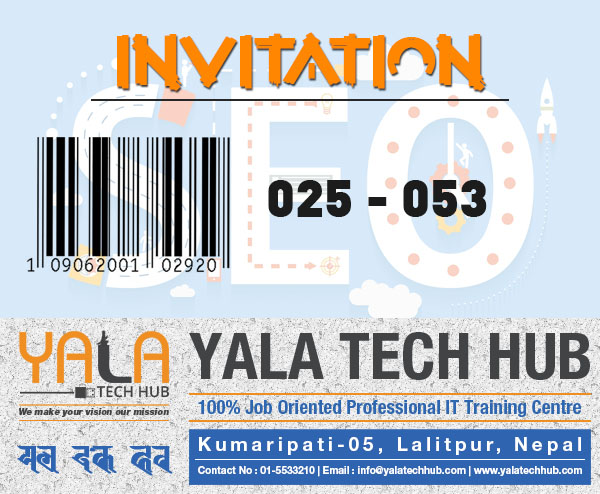 INVITATION
SEO
025 - 053
1 09062001 02920
YALA
TECH HUB
We make your vision our mission
YALA TECH HUB
100% Job Oriented Professional IT Training Centre
Kumaripati-05, Lalitpur, Nepal
Contact No : 01-5533210 | Email : info@yalatechhub.com | www.yalatechhub.com